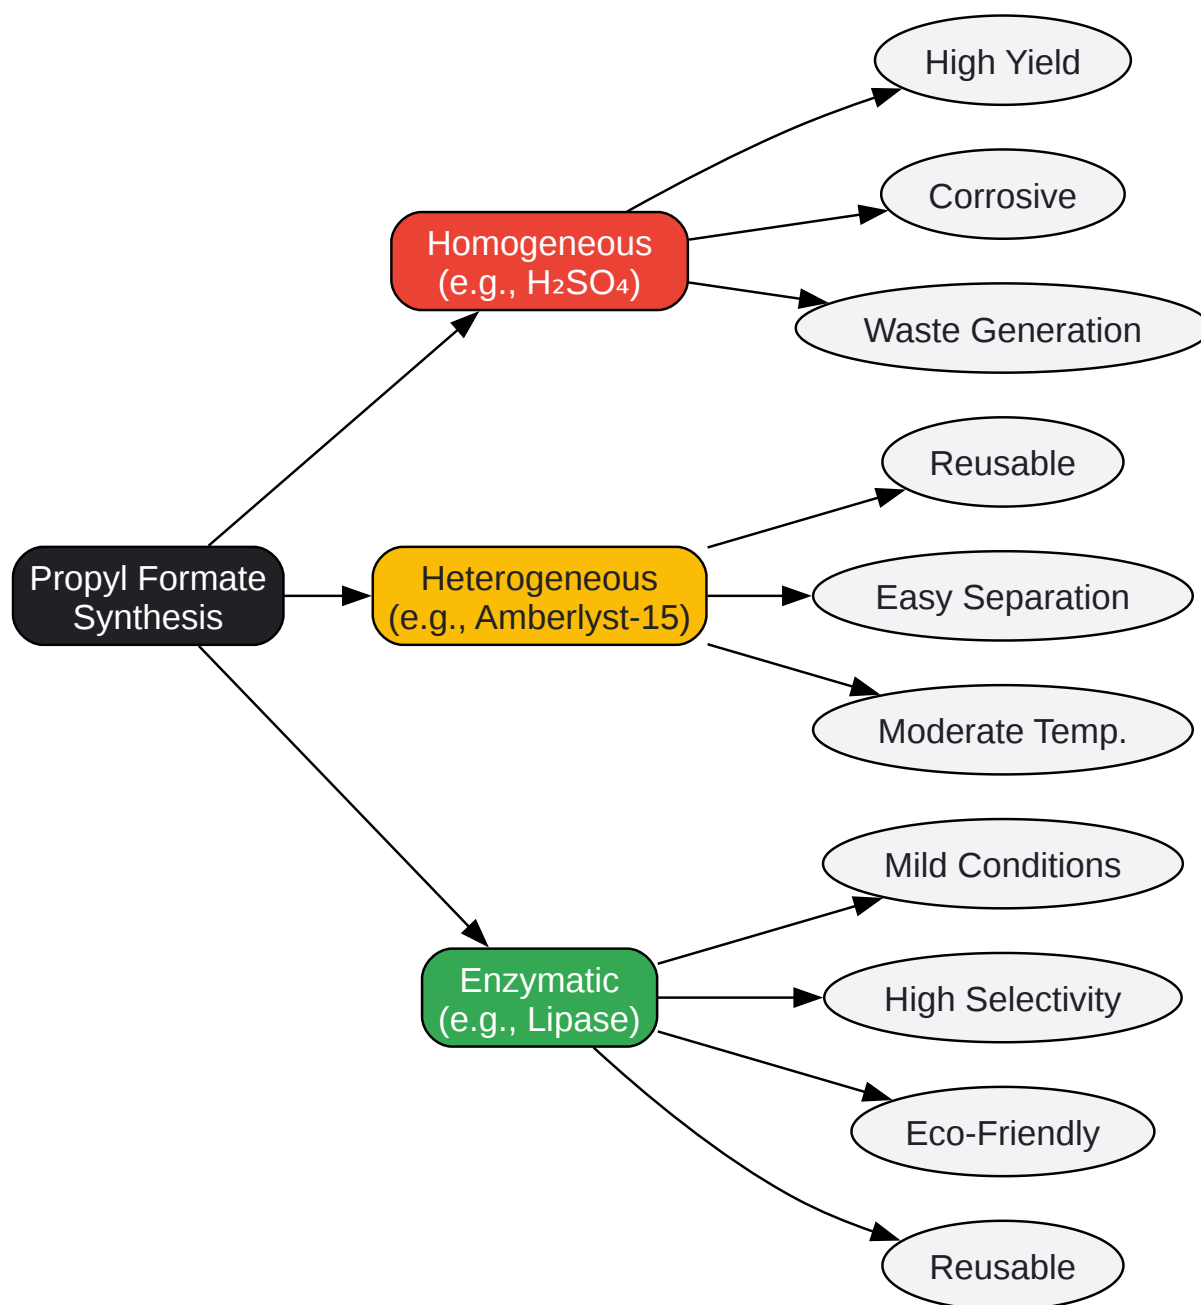 High Yield
Corrosive
Homogeneous
(e.g., H₂SO₄)
Waste Generation
Reusable
Propyl Formate
Synthesis
Heterogeneous
(e.g., Amberlyst-15)
Easy Separation
Moderate Temp.
Mild Conditions
Enzymatic
(e.g., Lipase)
High Selectivity
Eco-Friendly
Reusable